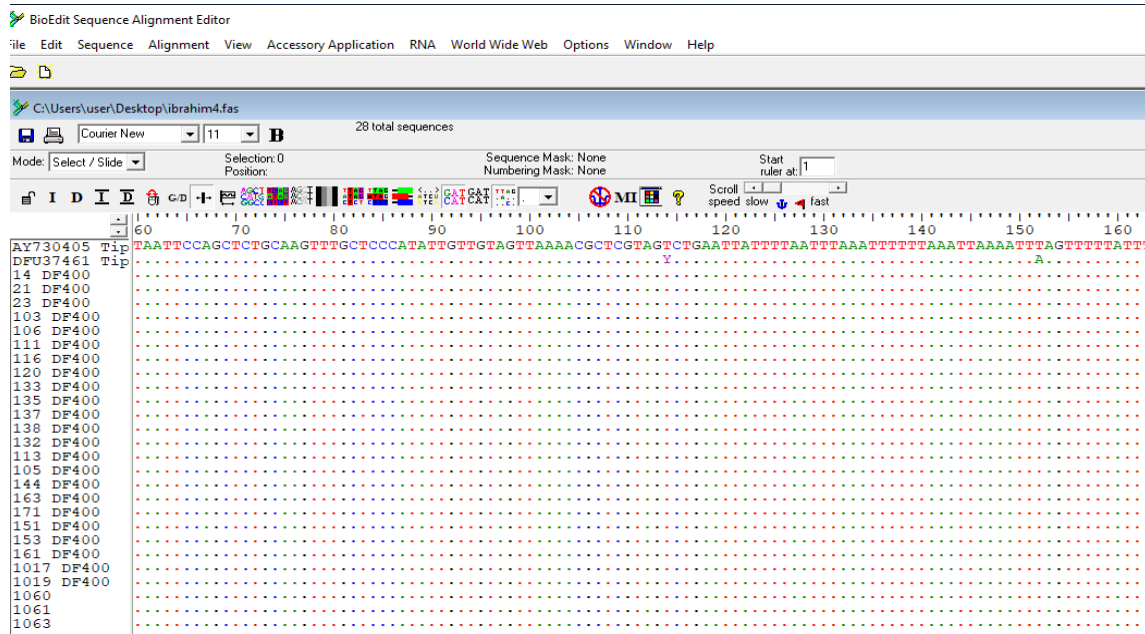 BioEdit Sequence Alignment Editor
File Edit Sequence Alignment View Accessory Application RNA World Wide Web Options Window Help
C:\Users\user\Desktop\ibrahim4.fas
Courier New 11 B 28 total sequences
Mode: Select / Slide Selection: 0 Sequence Mask: None Start
Position: Numbering Mask: None ruler at: 1
I D I D G/D MI ? Scroll
speed slow fast
60 70 80 90 100 110 120 130 140 150 160
AY730405 Tip TAATTCCAGCTCTGCAAGTTTGCTCCCATATTGTTGTAGTTAAAACGCTCGTAGTCTGAATTATTTTAATTTAAATTTTTTAAATTAAAATTTAGTTTTTATTT
DFU37461 Tip Y A
14 DF400
21 DF400
23 DF400
103 DF400
106 DF400
111 DF400
116 DF400
120 DF400
133 DF400
135 DF400
137 DF400
138 DF400
132 DF400
113 DF400
105 DF400
144 DF400
163 DF400
171 DF400
151 DF400
153 DF400
161 DF400
1017 DF400
1019 DF400
1060
1061
1063